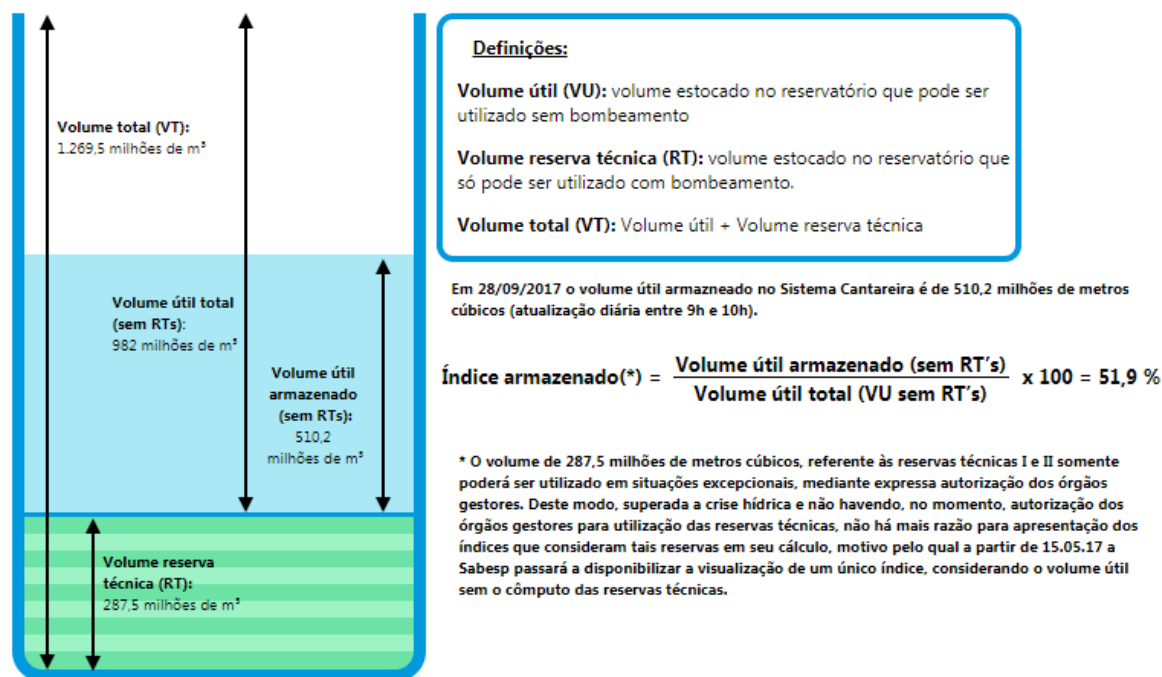 Volume total (VT):
1.269,5 milhões de m³
Volume útil total
(sem RTs):
982 milhões de m³
Volume útil
armazenado
(sem RTs):
510,2
milhões de m³
Volume reserva
técnica (RT):
287,5 milhões de m³
Definições:
Volume útil (VU): volume estocado no reservatório que pode ser
utilizado sem bombeamento
Volume reserva técnica (RT): volume estocado no reservatório que
só pode ser utilizado com bombeamento.
Volume total (VT): Volume útil + Volume reserva técnica
Em 28/09/2017 o volume útil armazneado no Sistema Cantareira é de 510,2 milhões de metros
cúbicos (atualização diária entre 9h e 10h).
Índice armazenado(*) = Volume útil armazenado (sem RT's) x 100 = 51,9 %
Volume útil total (VU sem RT's)
* O volume de 287,5 milhões de metros cúbicos, referente às reservas técnicas I e II somente
poderá ser utilizado em situações excepcionais, mediante expressa autorização dos órgãos
gestores. Deste modo, superada a crise hídrica e não havendo, no momento, autorização dos
órgãos gestores para utilização das reservas técnicas, não há mais razão para apresentação dos
índices que consideram tais reservas em seu cálculo, motivo pelo qual a partir de 15.05.17 a
Sabesp passará a disponibilizar a visualização de um único índice, considerando o volume útil
sem o cômputo das reservas técnicas.